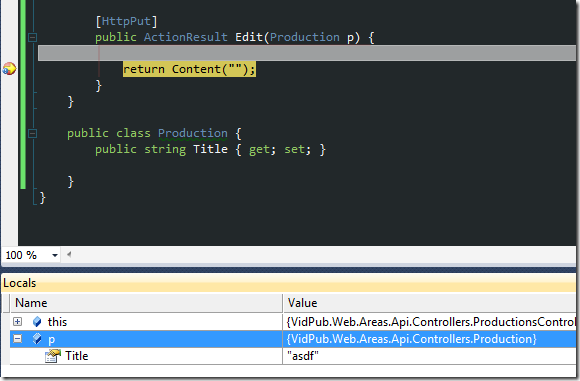 [HttpPut]
public ActionResult Edit(Production p) {
return Content("");
}
}
public class Production {
public string Title { get; set; }
}
}
100 %
Locals
Name Value
this {VidPub.Web.Areas.Api.Controllers.ProductionsControl
p {VidPub.Web.Areas.Api.Controllers.Production}
Title "asdf"